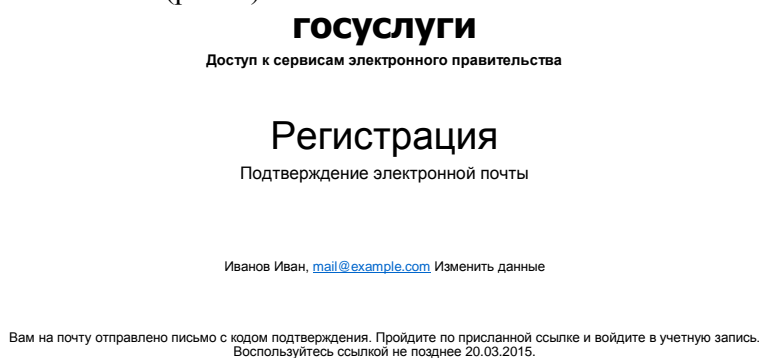 госуслуги
Доступ к сервисам электронного правительства
Регистрация
Подтверждение электронной почты
Иванов Иван, mail@example.com Изменить данные
Вам на почту отправлено письмо с кодом подтверждения. Пройдите по присланной ссылке и войдите в учетную запись.
Воспользуйтесь ссылкой не позднее 20.03.2015.